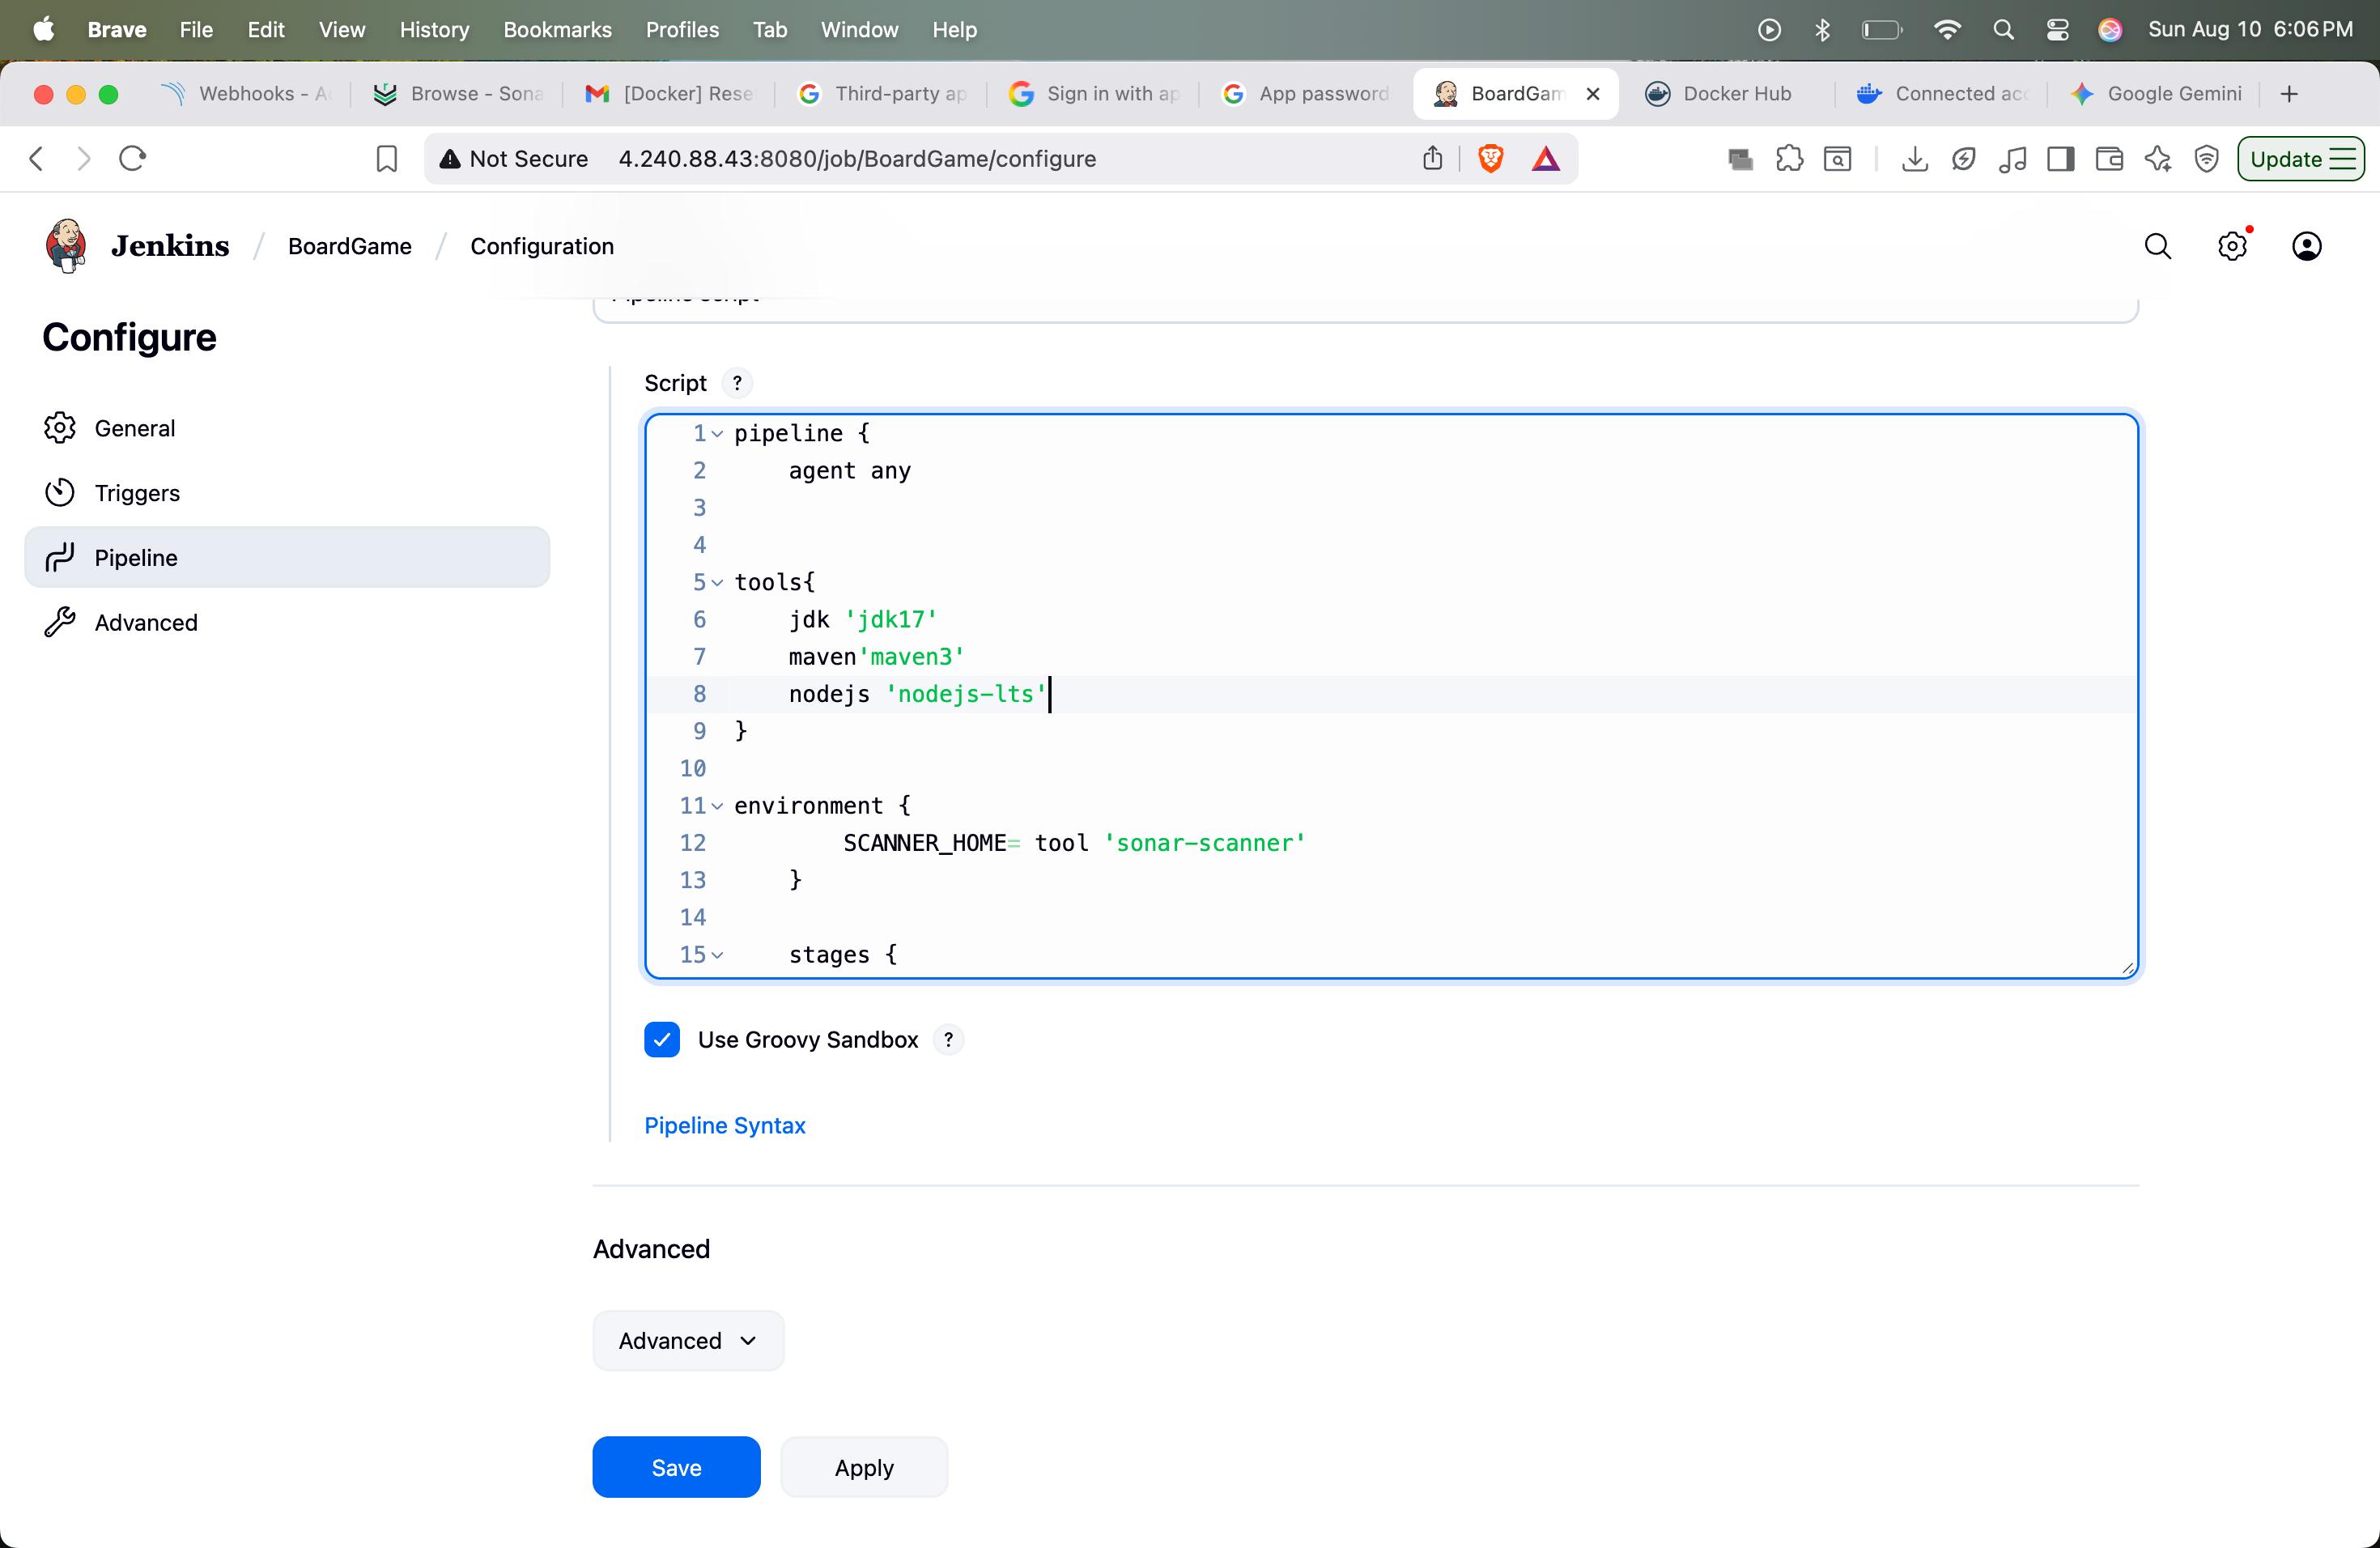 Brave File Edit View History Bookmarks Profiles Tab Window Help Sun Aug 10 6:06 PM
Webhooks - A Browse - Sona [Docker] Rese Third-party ap Sign in with ap App password BoardGam Docker Hub Connected acc Google Gemini
Not Secure 4.240.88.43:8080/job/BoardGame/configure Update
Jenkins / BoardGame / Configuration
Pipeline script
Configure
General
Triggers
Pipeline
Advanced
Script ?
1 pipeline {
2 agent any
3
4
5 tools{
6 jdk 'jdk17'
7 maven'maven3'
8 nodejs 'nodejs-lts'
9 }
10
11 environment {
12 SCANNER_HOME= tool 'sonar-scanner'
13 }
14
15 stages {
Use Groovy Sandbox ?
Pipeline Syntax
Advanced
Advanced
Save Apply